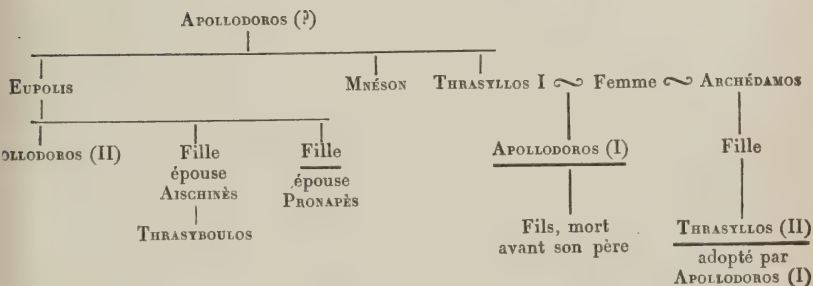 APOLLODOROS (?)
EUPOLIS MNÉSON THRASYLLOS I Femme ARCHÉDAMOS
OLLODOROS (II) Fille Fille APOLLODOROS (I) Fille
épouse épouse
AISCHINÈS PRONAPÈS
THRASYBOULOS
Fils, mort THRASYLLOS (II)
avant son père adopté par
APOLLODOROS (I)